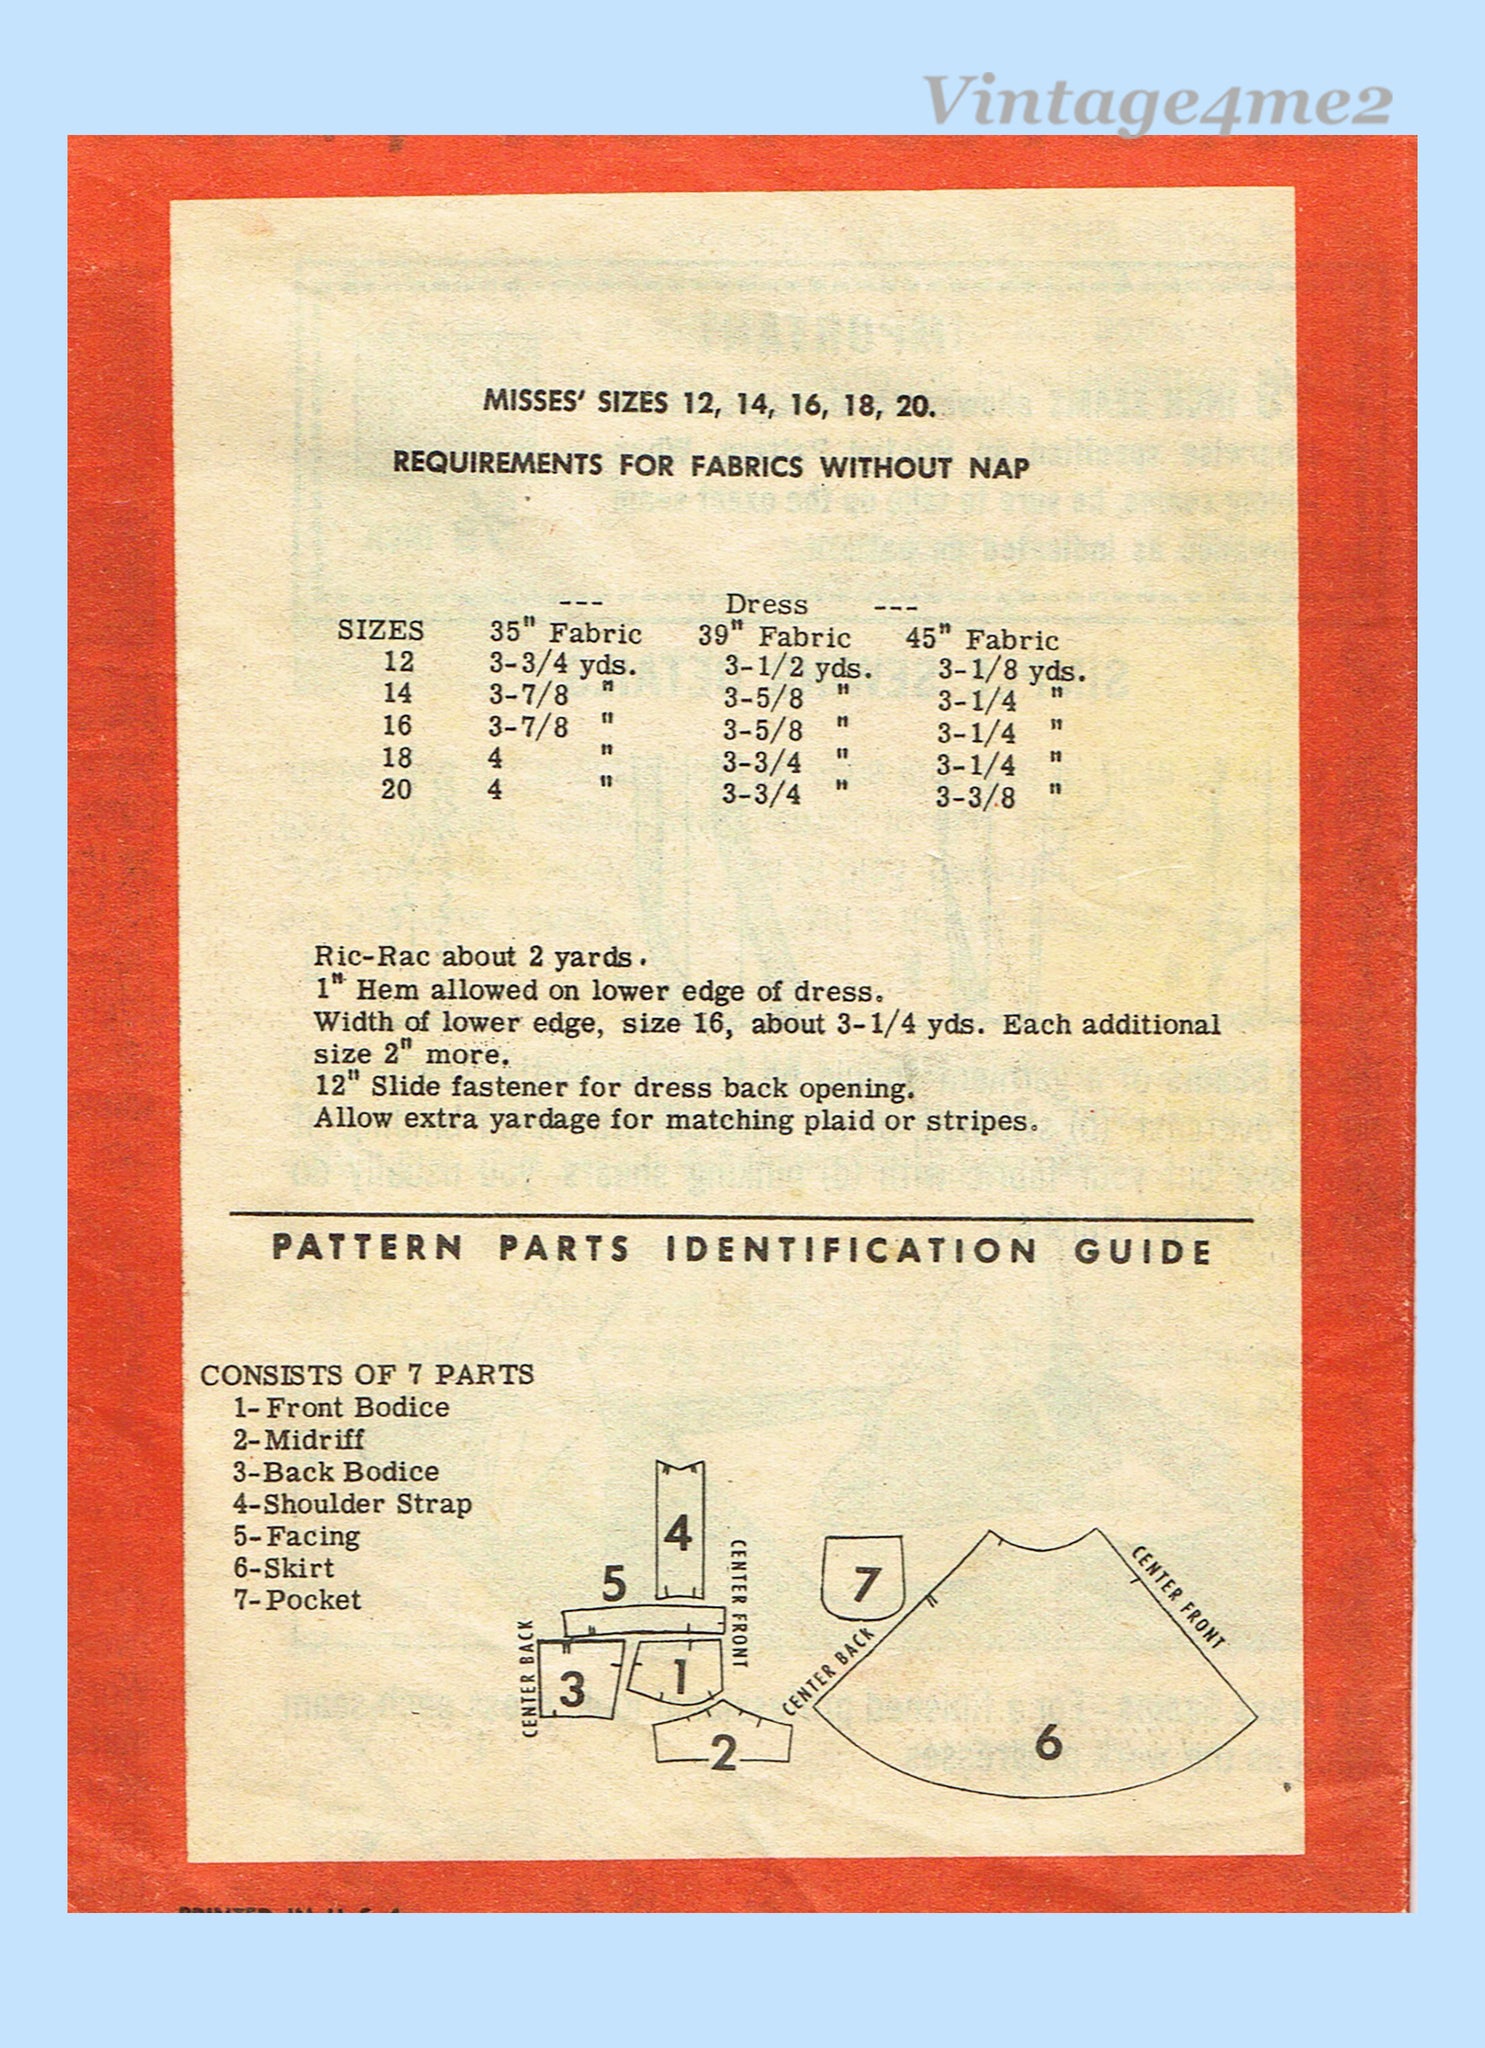 Vintage4me2
MISSES' SIZES 12, 14, 16, 18, 20.
REQUIREMENTS FOR FABRICS WITHOUT NAP
--- Dress ---
SIZES 35" Fabric 39" Fabric 45" Fabric
12 3-3/4 yds. 3-1/2 yds. 3-1/8 yds.
14 3-7/8 " 3-5/8 " 3-1/4 "
16 3-7/8 " 3-5/8 " 3-1/4 "
18 4 " 3-3/4 " 3-1/4 "
20 4 " 3-3/4 " 3-3/8 "
Ric-Rac about 2 yards.
1" Hem allowed on lower edge of dress.
Width of lower edge, size 16, about 3-1/4 yds. Each additional
size 2" more.
12" Slide fastener for dress back opening.
Allow extra yardage for matching plaid or stripes.
PATTERN PARTS IDENTIFICATION GUIDE
CONSISTS OF 7 PARTS
1-Front Bodice
2-Midriff
3-Back Bodice
4-Shoulder Strap
5-Facing
6-Skirt
7-Pocket
4
5
CENTER FRONT
CENTER BACK
3
1
2
7
CENTER BACK
CENTER FRONT
6
PRINTED IN U.S.A.